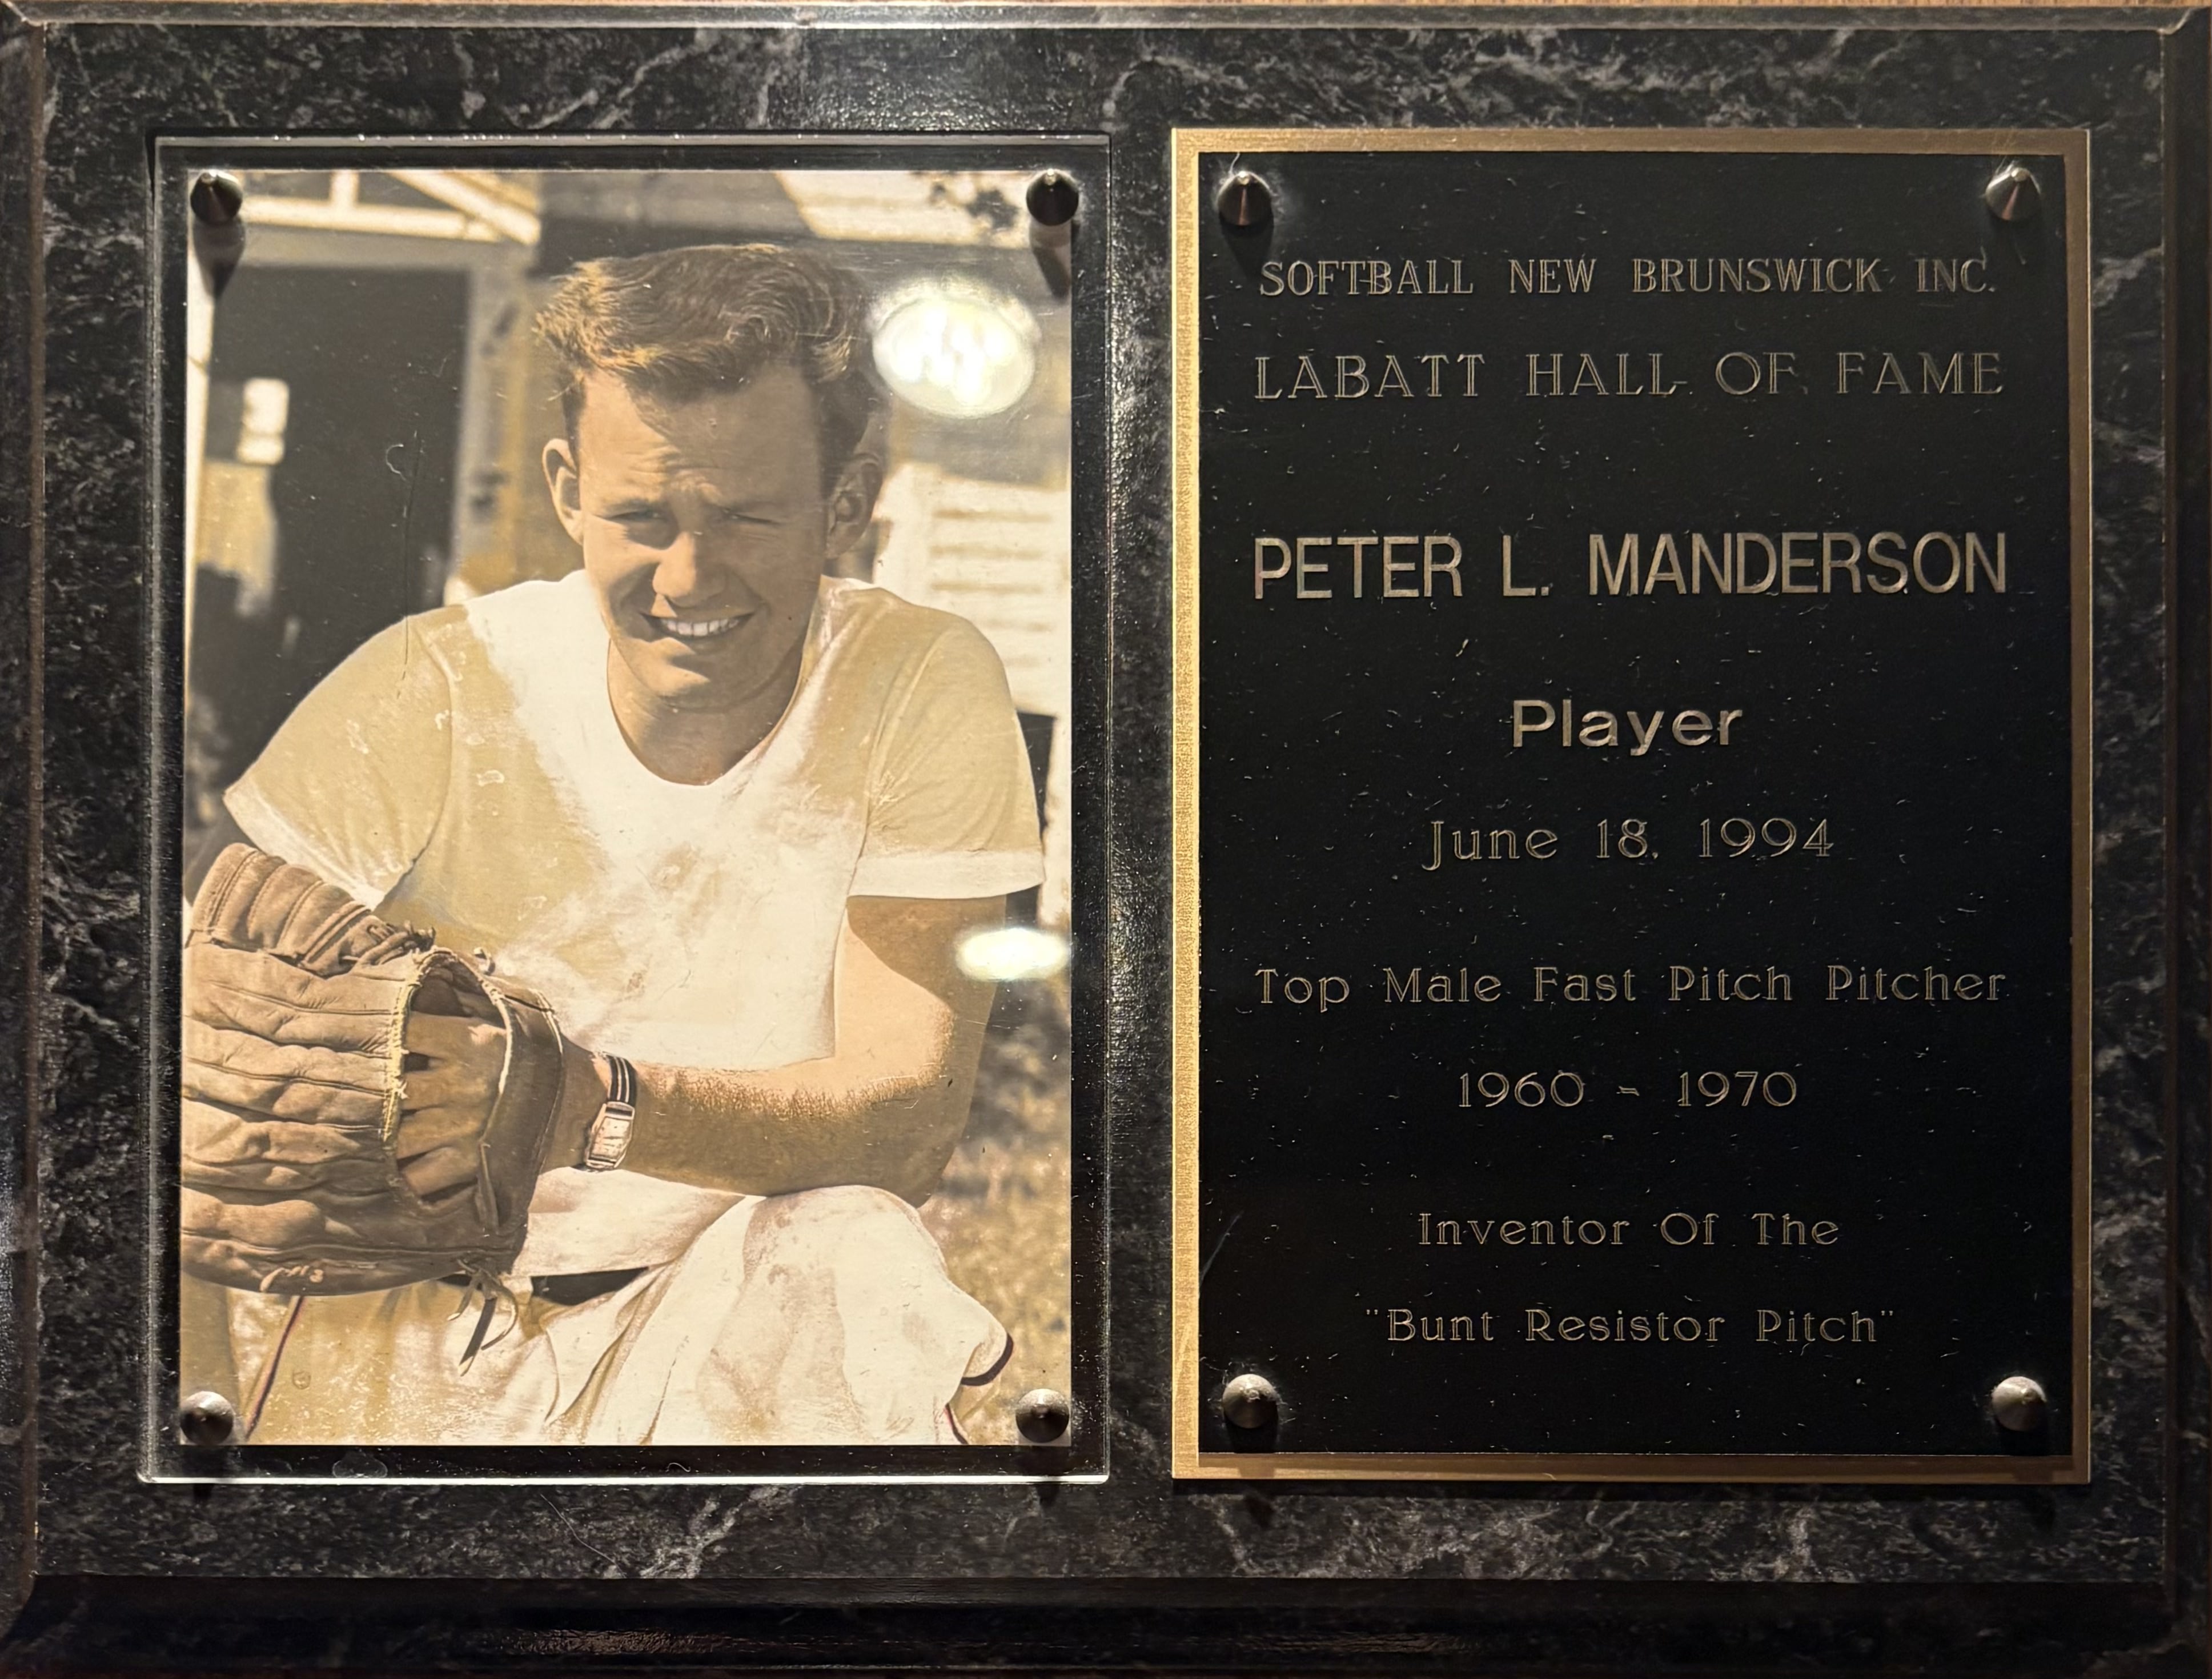 SOFTBALL NEW BRUNSWICK INC.
LABATT HALL OF FAME
PETER L. MANDERSON
Player
June 18, 1994
Top Male Fast Pitch Pitcher
1960 - 1970
Inventor Of The
"Bunt Resistor Pitch"